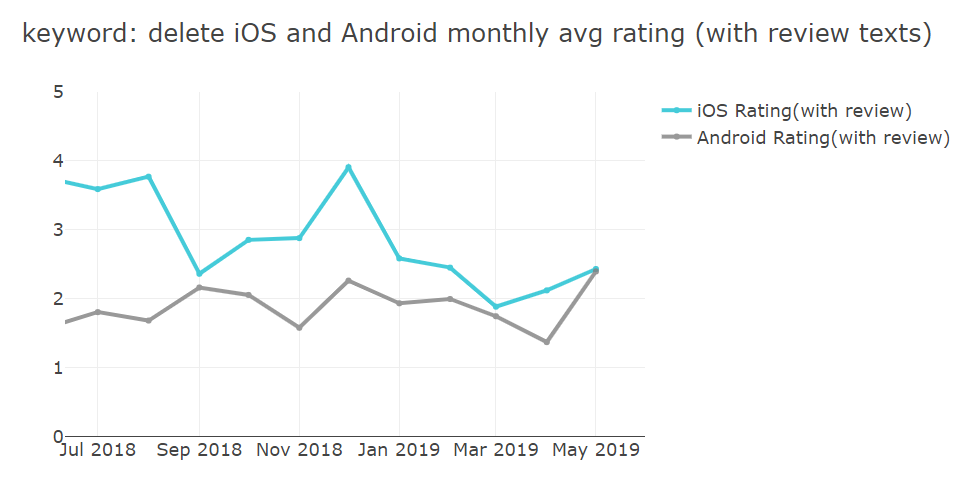 keyword: delete iOS and Android monthly avg rating (with review texts)
5
iOS Rating(with review)
Android Rating(with review)
4
3
2
1
0
Jul 2018 Sep 2018 Nov 2018 Jan 2019 Mar 2019 May 2019